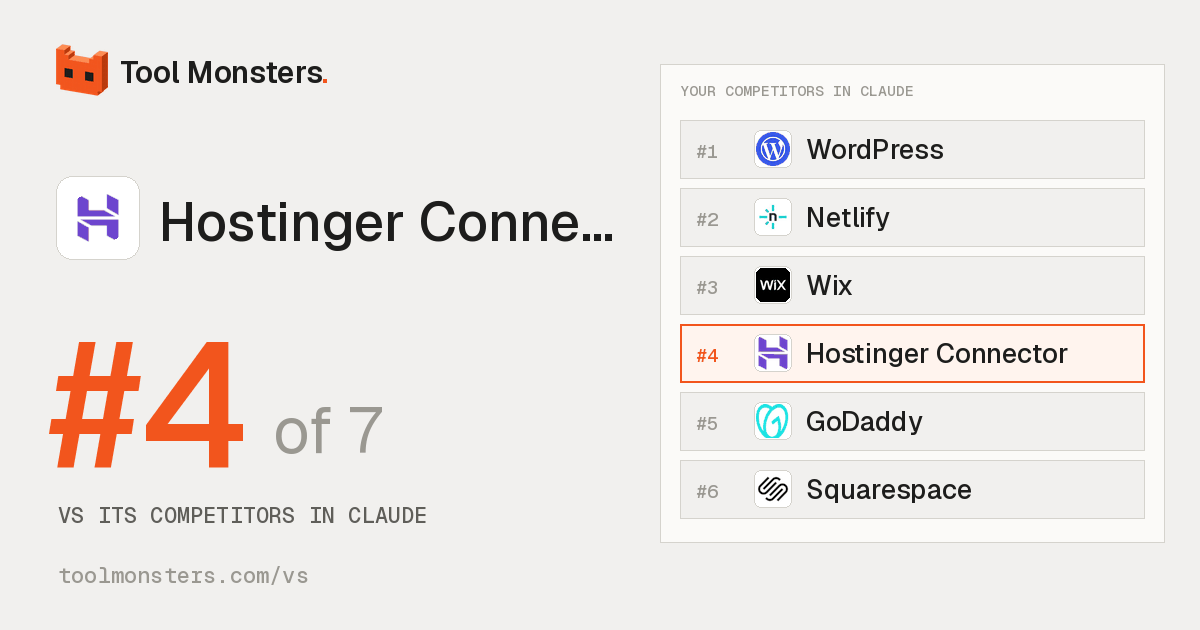 Tool Monsters.
Hostinger Conne...
#4 of 7
VS ITS COMPETITORS IN CLAUDE
toolmonsters.com/vs
YOUR COMPETITORS IN CLAUDE
#1 WordPress
#2 n Netlify
#3 WiX Wix
#4 Hostinger Connector
#5 GoDaddy
#6 Squarespace